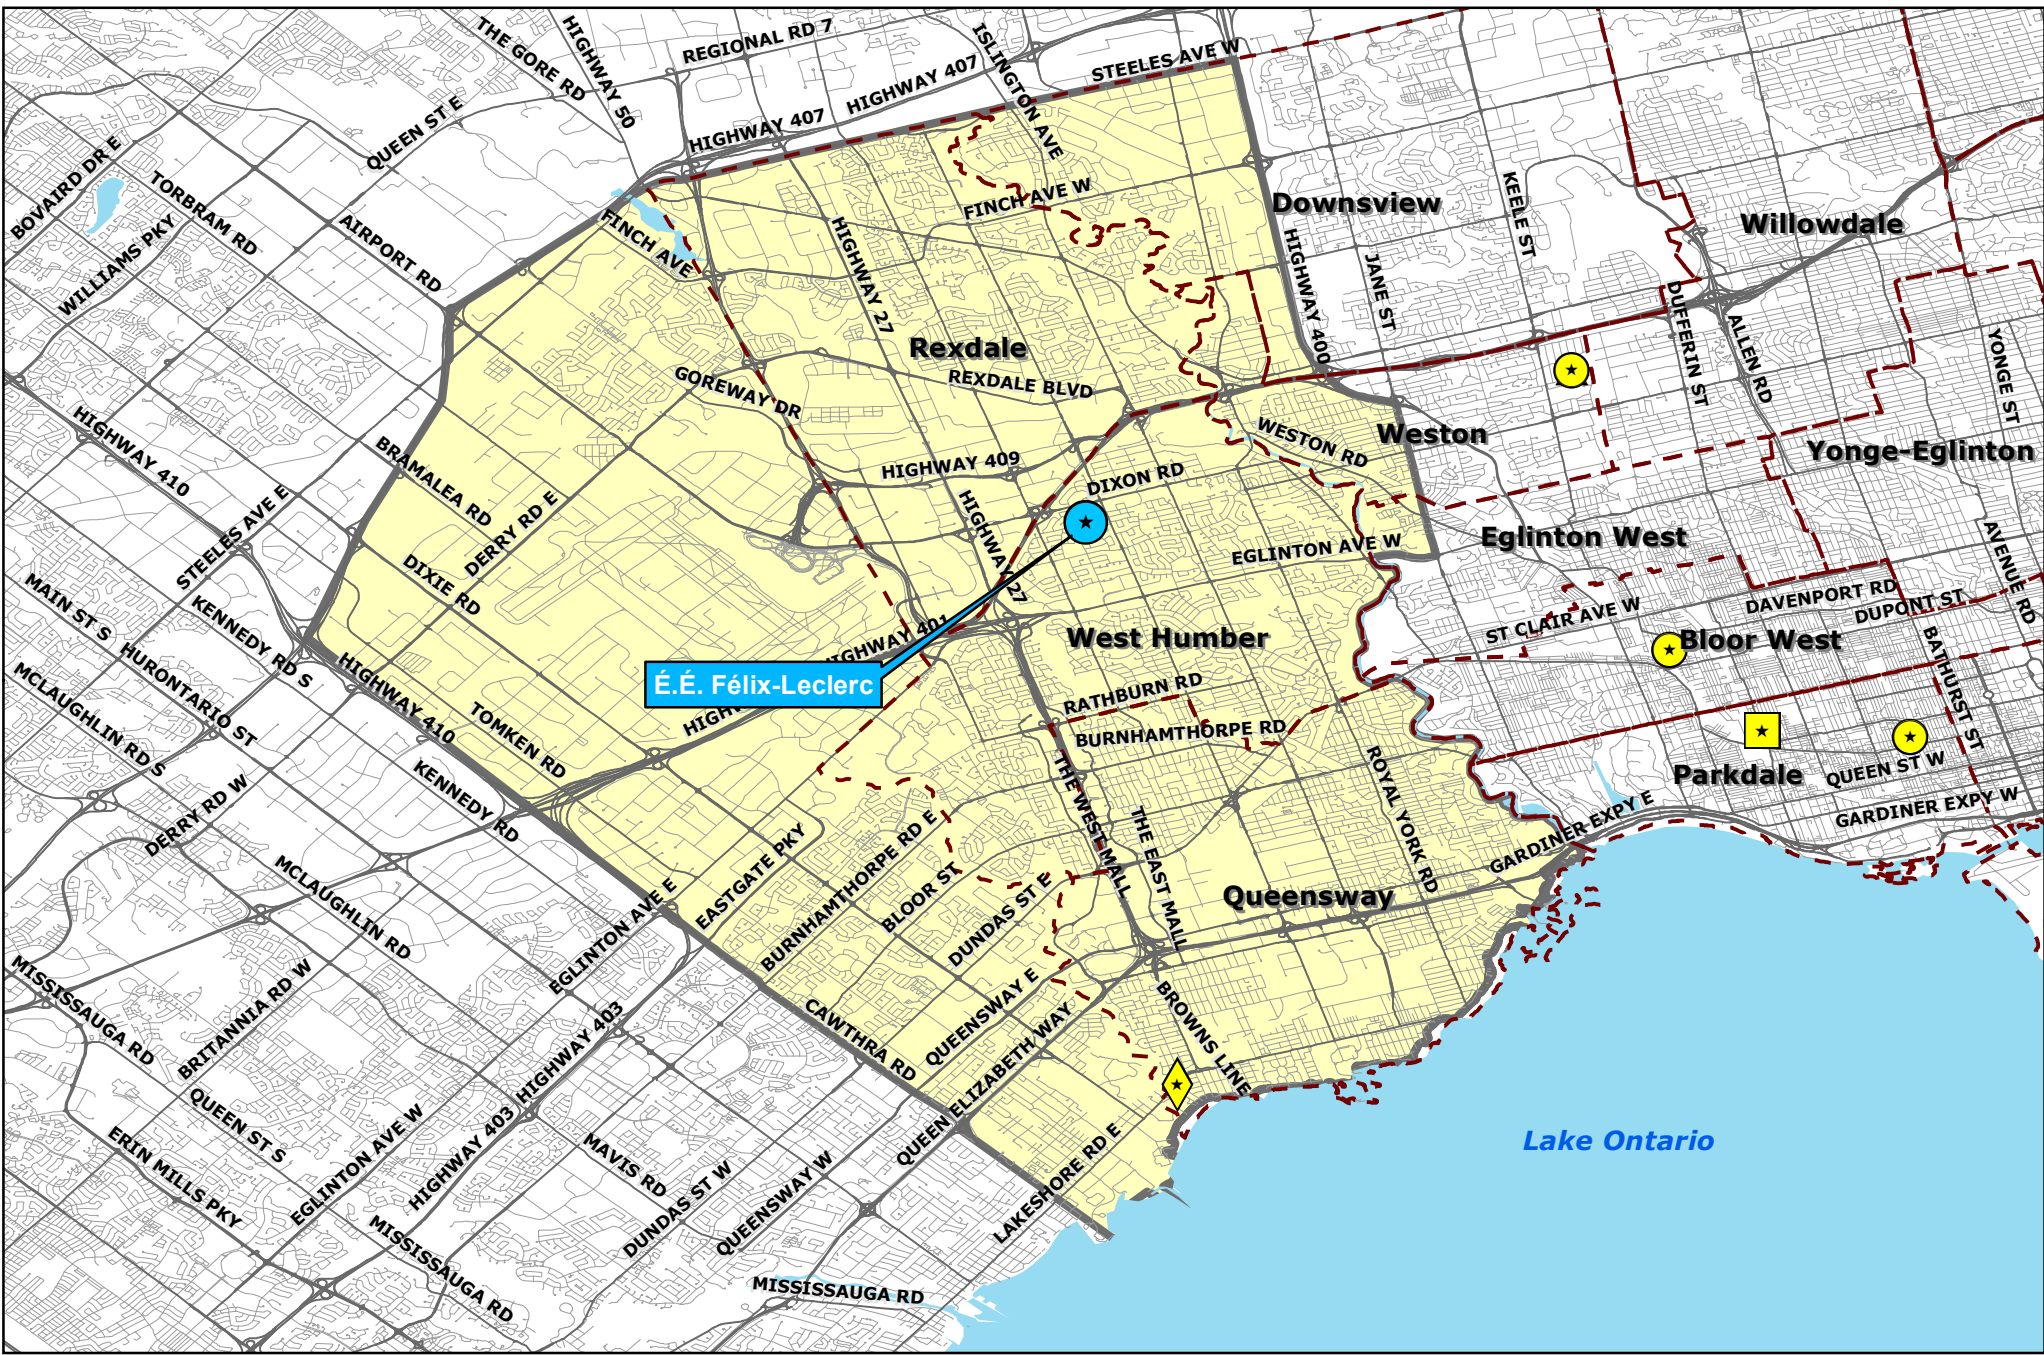 THE GORE RD
HIGHWAY 50
REGIONAL RD 7
ISLINGTON AVE
STEELES AVE W
HIGHWAY 407
HIGHWAY 407
QUEEN ST E
BOVAIRD DR E
TORBRAM RD
WILLIAMS PKY
AIRPORT RD
FINCH AVE
FINCH AVE W
HIGHWAY 27
Downsview
KEELE ST
Willowdale
HIGHWAY 400
JANE ST
DUFFERIN ST
ALLEN RD
YONGE ST
Rexdale
REXDALE BLVD
GOREWAY DR
HIGHWAY 410
BRAMALEA RD
STEELES AVE E
DERRY RD E
DIXIE RD
HIGHWAY 409
DIXON RD
WESTON RD
Weston
Yonge-Eglinton
HIGHWAY 27
EGLINTON AVE W
Eglinton West
AVENUE RD
MAIN ST S
KENNEDY RD S
HURONTARIO ST
MCLAUGHLIN RD S
HIGHWAY 410
DAVENPORT RD
DUPONT ST
ST CLAIR AVE W
Bloor West
BATHURST ST
West Humber
HIGHWAY 401
É.É. Félix-Leclerc
RATHBURN RD
BURNHAMTHORPE RD
TOMKEN RD
KENNEDY RD
DERRY RD W
THE WEST MALL
THE EAST MALL
ROYAL YORK RD
Parkdale
QUEEN ST W
GARDINER EXPY W
GARDINER EXPY E
Queensway
EASTGATE PKY
BURNHAMTHORPE RD E
BLOOR ST
DUNDAS ST E
MCLAUGHLIN RD
EGLINTON AVE E
MISSISSAUGA RD
BRITANNIA RD W
HIGHWAY 403
HIGHWAY 403
CAWTHRA RD
QUEENSWAY E
QUEEN ELIZABETH WAY
BROWNS LINE
QUEEN ST S
ERIN MILLS PKY
EGLINTON AVE W
MAVIS RD
DUNDAS ST W
QUEENSWAY W
LAKESHORE RD E
MISSISSAUGA RD
MISSISSAUGA RD
Lake Ontario